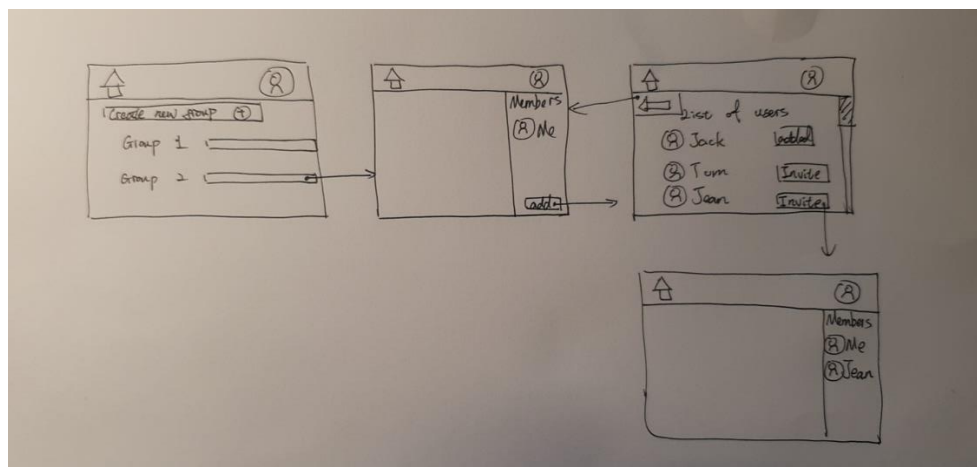 Create new group
Group 1
Group 2
Members
Me
add
List of users
Jack
added
Tom
Invite
Jean
Invite
Members
Me
Jean